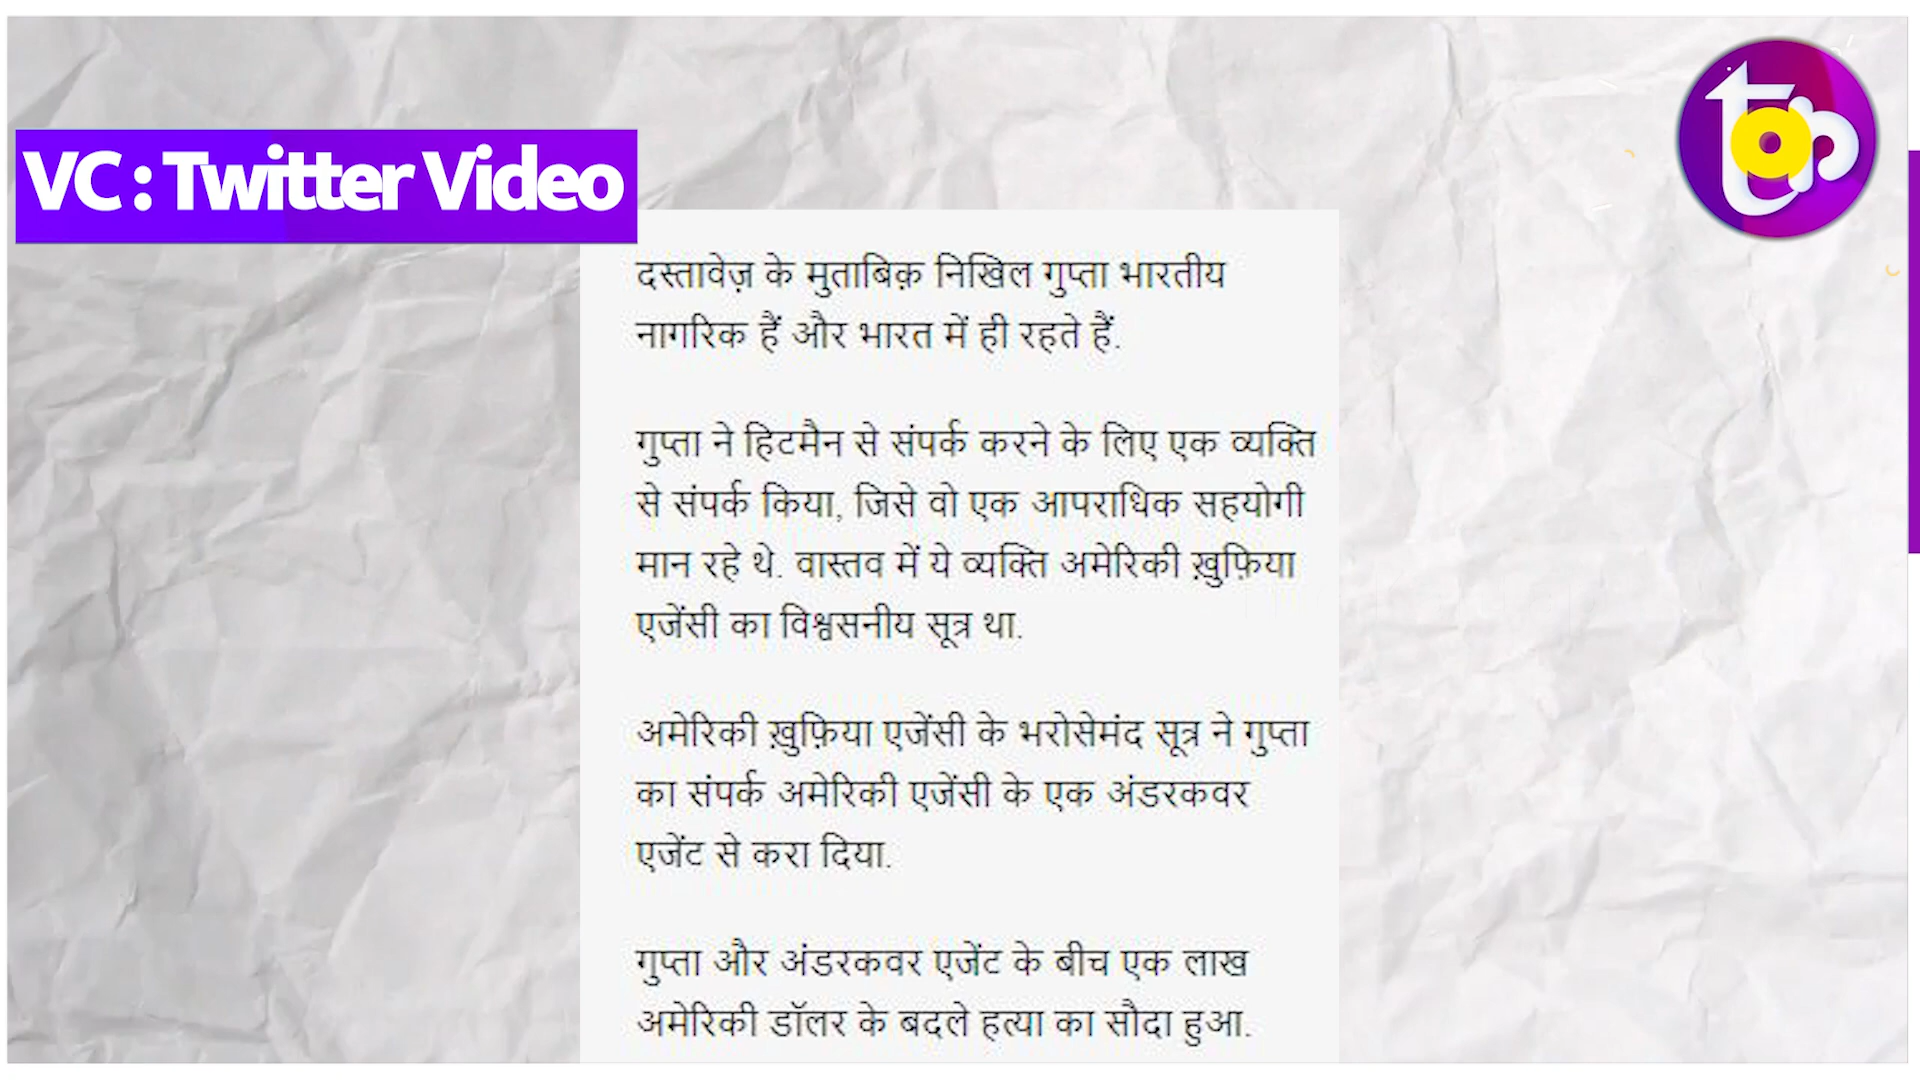 VC : Twitter Video
दस्तावेज़ के मुताबिक़ निखिल गुप्ता भारतीय
नागरिक हैं और भारत में ही रहते हैं.
गुप्ता ने हिटमैन से संपर्क करने के लिए एक व्यक्ति
से संपर्क किया, जिसे वो एक आपराधिक सहयोगी
मान रहे थे. वास्तव में ये व्यक्ति अमेरिकी ख़ुफ़िया
एजेंसी का विश्वसनीय सूत्र था.
अमेरिकी ख़ुफ़िया एजेंसी के भरोसेमंद सूत्र ने गुप्ता
का संपर्क अमेरिकी एजेंसी के एक अंडरकवर
एजेंट से करा दिया.
गुप्ता और अंडरकवर एजेंट के बीच एक लाख
अमेरिकी डॉलर के बदले हत्या का सौदा हुआ.